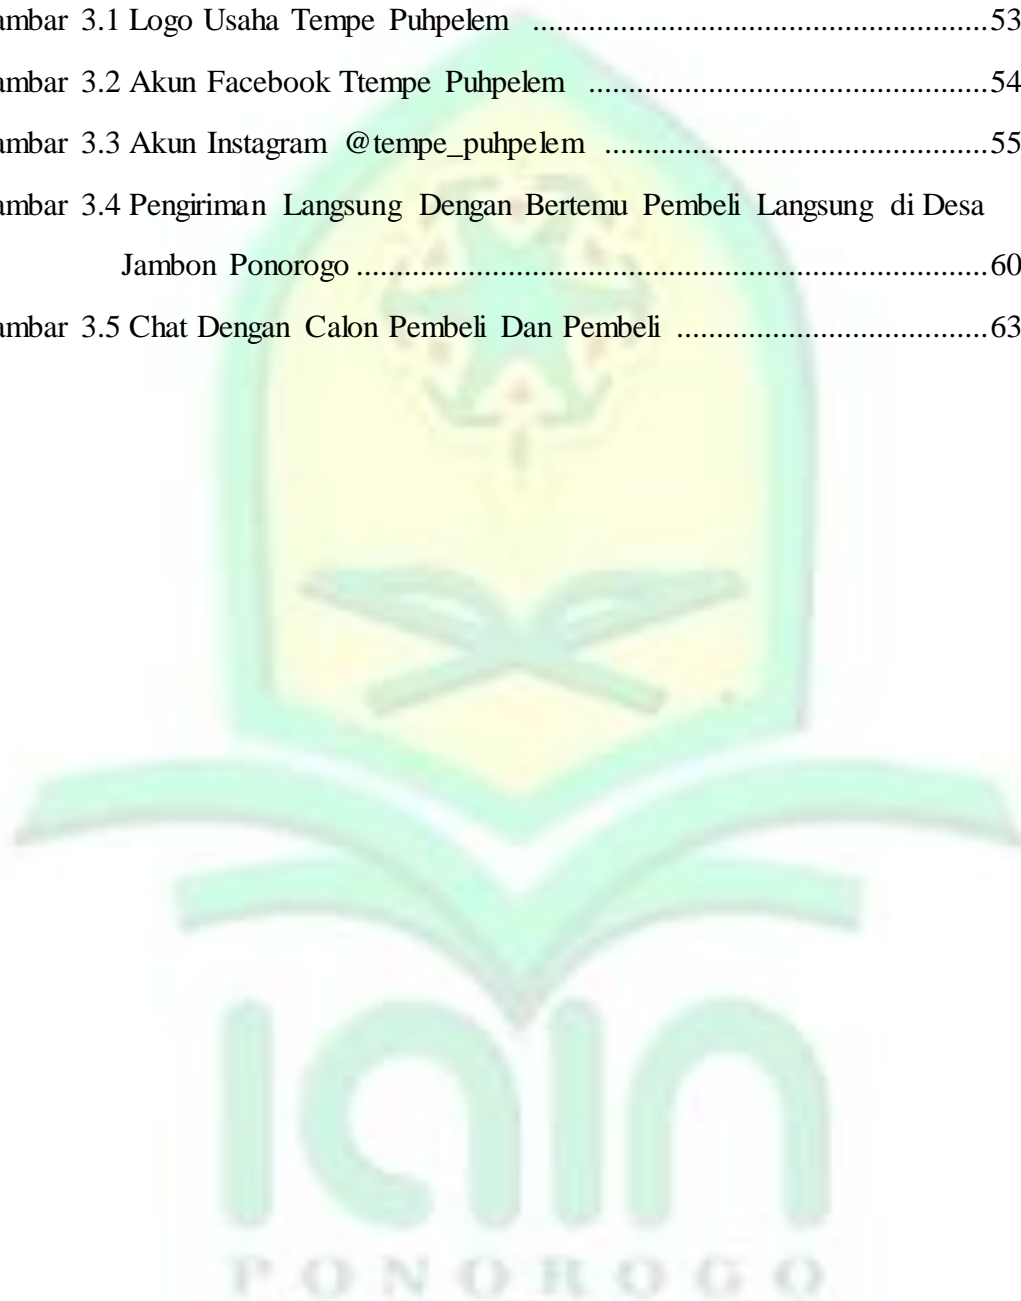 ambar 3.1 Logo Usaha Tempe Puhpelem ....................................................... 53
ambar 3.2 Akun Facebook Ttempe Puhpelem ................................................ 54
ambar 3.3 Akun Instagram @tempe_puhpelem .............................................. 55
ambar 3.4 Pengiriman Langsung Dengan Bertemu Pembeli Langsung di Desa
Jambon Ponorogo ............................................................................. 60
ambar 3.5 Chat Dengan Calon Pembeli Dan Pembeli ..................................... 63
iain
PONOROGO